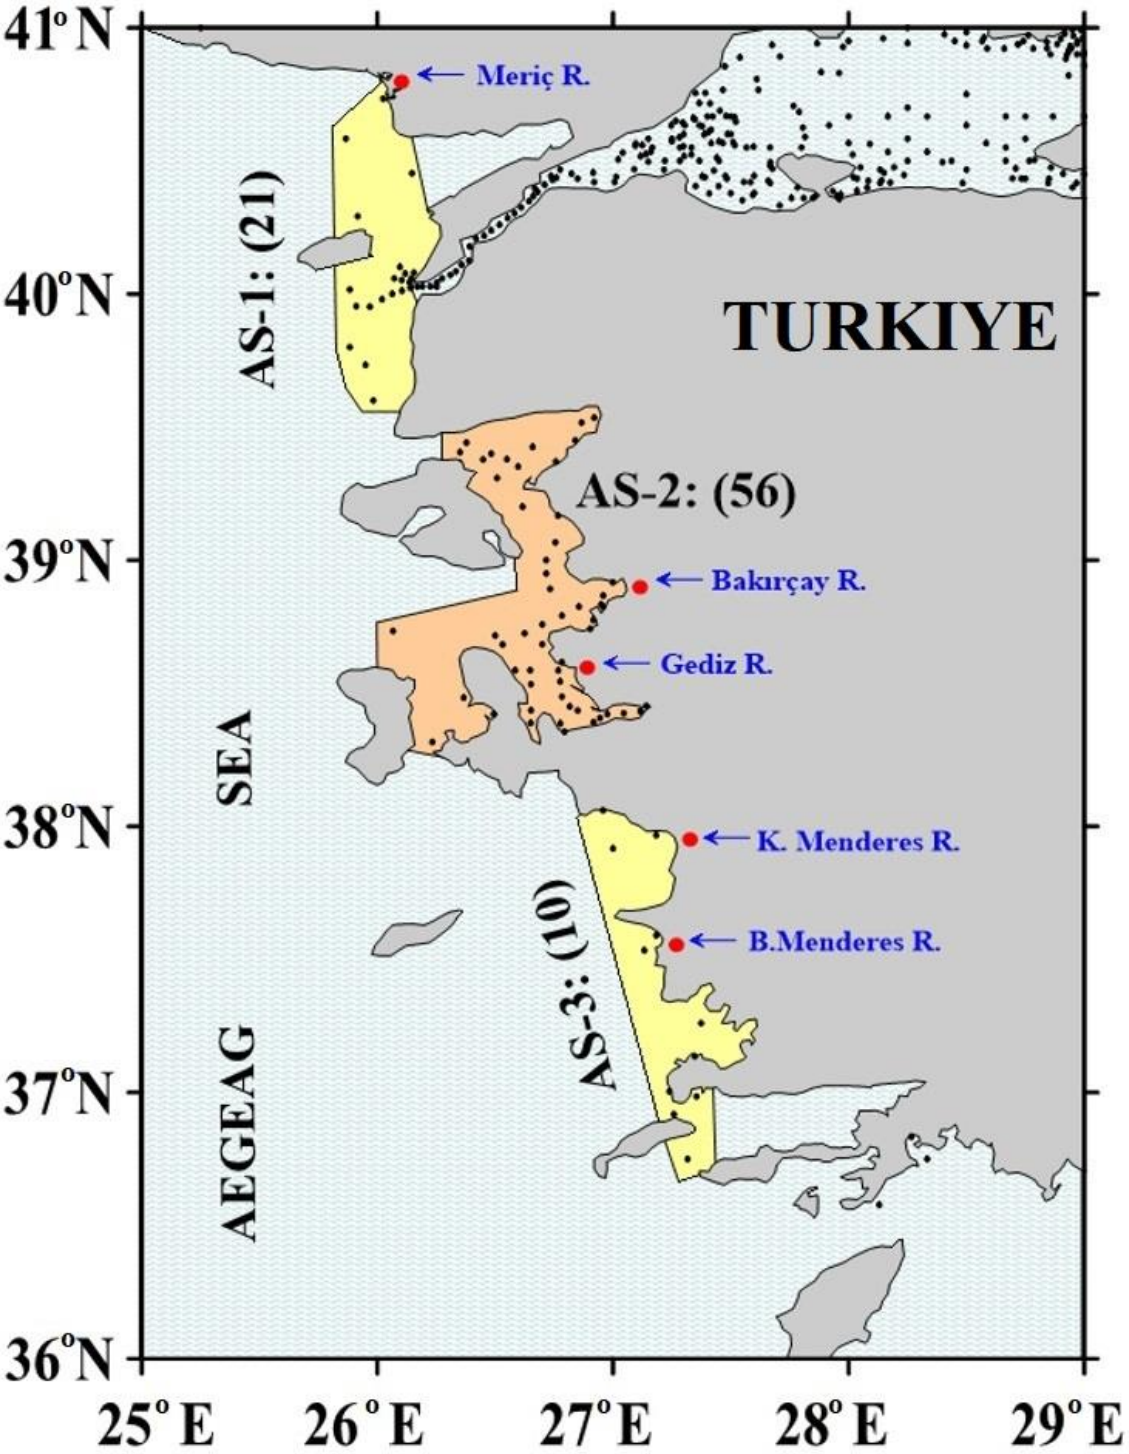 41°N
Meriç R.
AS-1: (21)
40°N
TURKIYE
AS-2: (56)
39°N
Bakırçay R.
Gediz R.
SEA
38°N
K. Menderes R.
AS-3: (10)
B.Menderes R.
37°N
AEGEAG
36°N
25°E 26°E 27°E 28°E 29°E